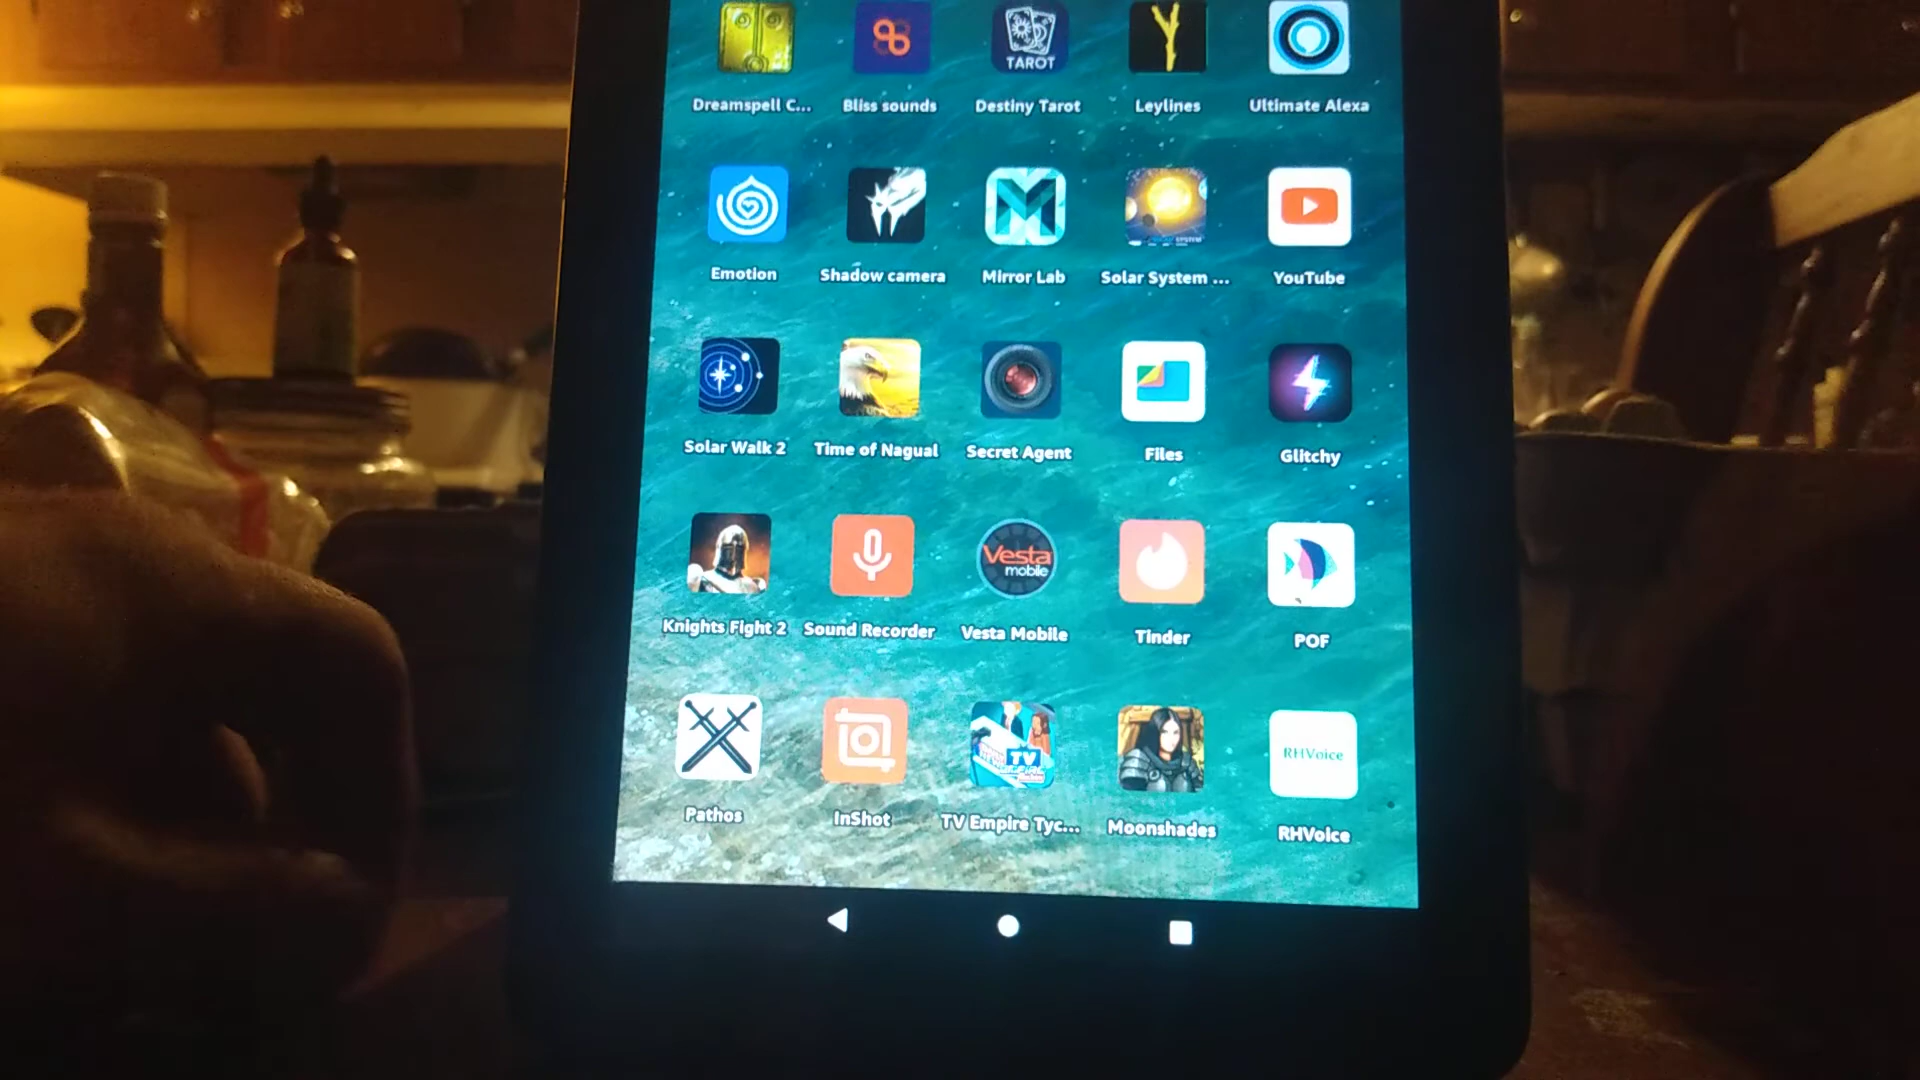 TAROT
Dreamspell C... Bliss sounds Destiny Tarot Leylines Ultimate Alexa
Emotion Shadow camera Mirror Lab Solar System ... YouTube
Solar Walk 2 Time of Nagual Secret Agent Files Glitchy
Vesta
mobile
Knights Fight 2 Sound Recorder Vesta Mobile Tinder POF
TV
RHVoice
Pathos InShot TV Empire Tyc... Moonshades RHVoice